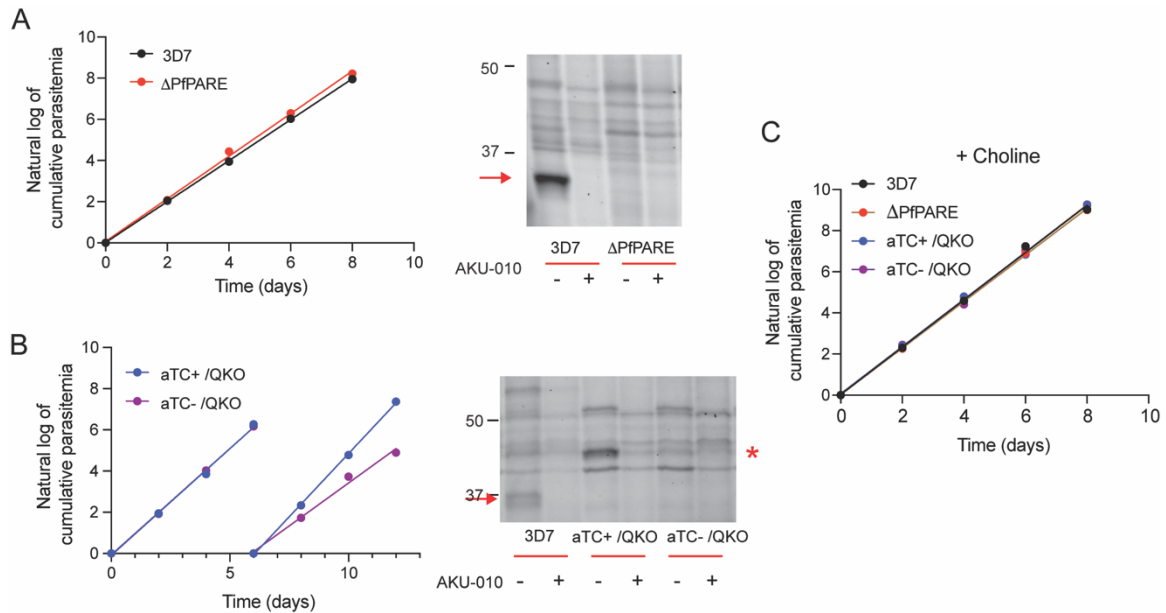 A
Natural log of
cumulative parasitemia
10
8
6
4
2
0
3D7
ΔPfPARE
0 2 4 6 8 10
Time (days)
50
37
3D7 ΔPfPARE
AKU-010 - + - +
B
Natural log of
cumulative parasitemia
10
8
6
4
2
0
aTC+ /QKO
aTC- /QKO
0 5 10
Time (days)
50
37
*
3D7 aTC+ /QKO aTC- /QKO
AKU-010 - + - + - +
C
+ Choline
Natural log of
cumulative parasitemia
10
8
6
4
2
0
3D7
ΔPfPARE
aTC+ /QKO
aTC- /QKO
0 2 4 6 8 10
Time (days)